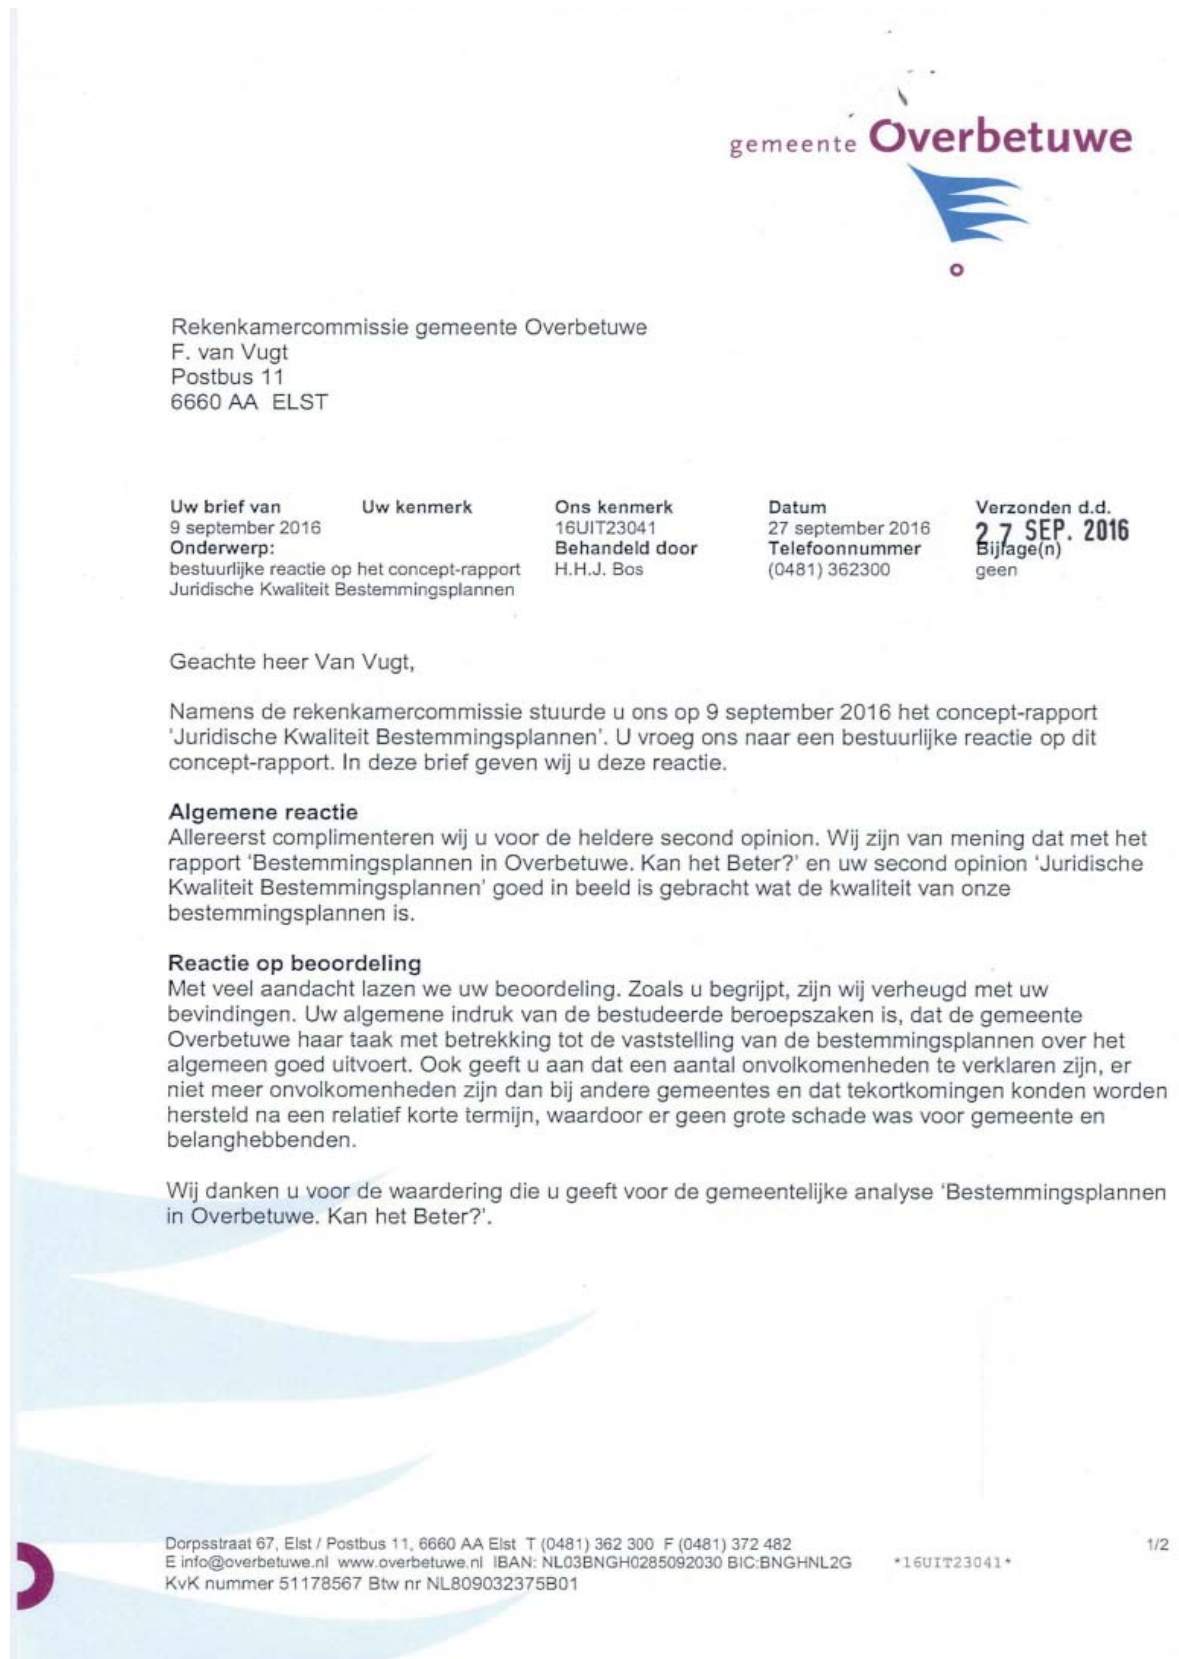 gemeente Overbetuwe
Rekenkamercommissie gemeente Overbetuwe
F. van Vugt
Postbus 11
6660 AA ELST
Uw brief van Uw kenmerk Ons kenmerk Datum Verzonden d.d.
9 september 2016 16UIT23041 27 september 2016 27 SEP. 2016
Onderwerp: Behandeld door Telefoonnummer Bijlage(n)
bestuurlijke reactie op het concept-rapport H.H.J. Bos (0481) 362300 geen
Juridische Kwaliteit Bestemmingsplannen
Geachte heer Van Vugt,
Namens de rekenkamercommissie stuurde u ons op 9 september 2016 het concept-rapport
'Juridische Kwaliteit Bestemmingsplannen'. U vroeg ons naar een bestuurlijke reactie op dit
concept-rapport. In deze brief geven wij u deze reactie.
Algemene reactie
Allereerst complimenteren wij u voor de heldere second opinion. Wij zijn van mening dat met het
rapport 'Bestemmingsplannen in Overbetuwe. Kan het Beter?' en uw second opinion 'Juridische
Kwaliteit Bestemmingsplannen' goed in beeld is gebracht wat de kwaliteit van onze
bestemmingsplannen is.
Reactie op beoordeling
Met veel aandacht lazen we uw beoordeling. Zoals u begrijpt, zijn wij verheugd met uw
bevindingen. Uw algemene indruk van de bestudeerde beroepszaken is, dat de gemeente
Overbetuwe haar taak met betrekking tot de vaststelling van de bestemmingsplannen over het
algemeen goed uitvoert. Ook geeft u aan dat een aantal onvolkomenheden te verklaren zijn, er
niet meer onvolkomenheden zijn dan bij andere gemeentes en dat tekortkomingen konden worden
hersteld na een relatief korte termijn, waardoor er geen grote schade was voor gemeente en
belanghebbenden.
Wij danken u voor de waardering die u geeft voor de gemeentelijke analyse 'Bestemmingsplannen
in Overbetuwe. Kan het Beter?'.
Dorpsstraat 67, Elst / Postbus 11, 6660 AA Elst T (0481) 362 300 F (0481) 372 482 1/2
E info@overbetuwe.nl www.overbetuwe.nl IBAN: NL03BNGH0285092030 BIC:BNGHNL2G *16UIT23041*
KvK nummer 51178567 Btw nr NL809032375B01